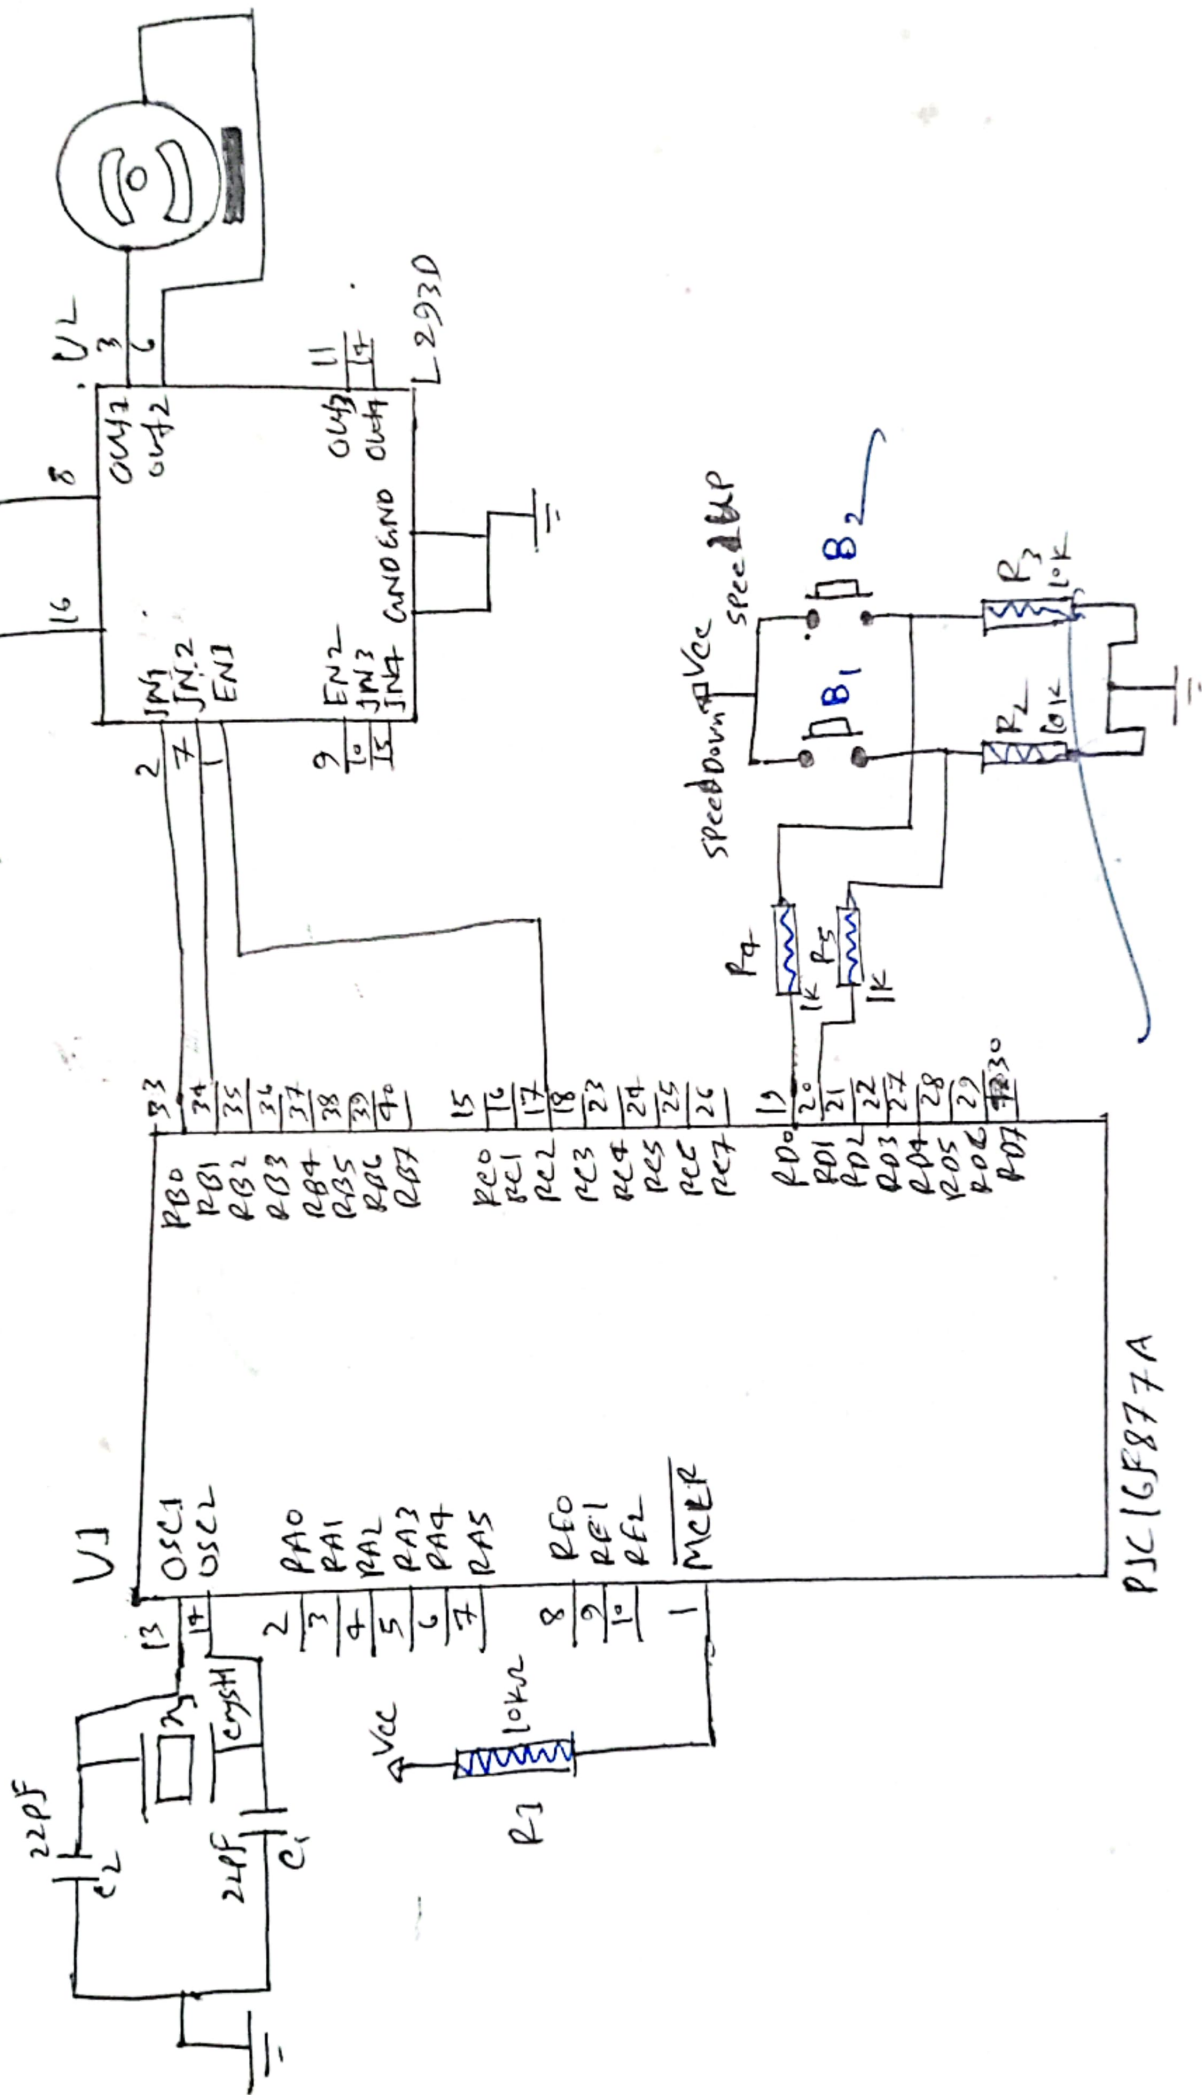 U1
13
14
OSC1
OSC2
22PF
C2
22PF
C1
crystl
2
3
4
5
6
7
RA0
RA1
RA2
RA3
RA4
RA5
8
9
10
RE0
RE1
RE2
1
MCLR
Vcc
R1
10kΩ
PIC16F877A
RB0
RB1
RB2
RB3
RB4
RB5
RB6
RB7
33
34
35
36
37
38
39
40
RC0
RC1
RC2
RC3
RC4
RC5
RC6
RC7
15
16
17
18
23
24
25
26
RD0
RD1
RD2
RD3
RD4
RD5
RD6
RD7
19
20
21
22
27
28
29
30
2
7
1
9
10
15
IN1
IN2
EN1
EN2
IN3
IN4
16
8
GND GND
OUT1
OUT2
OUT3
OUT4
U2
3
6
11
14
L293D
R4
1K
R5
1K
Speed Down
Vcc
Speed UP
B1
B2
R2
10K
R3
10K